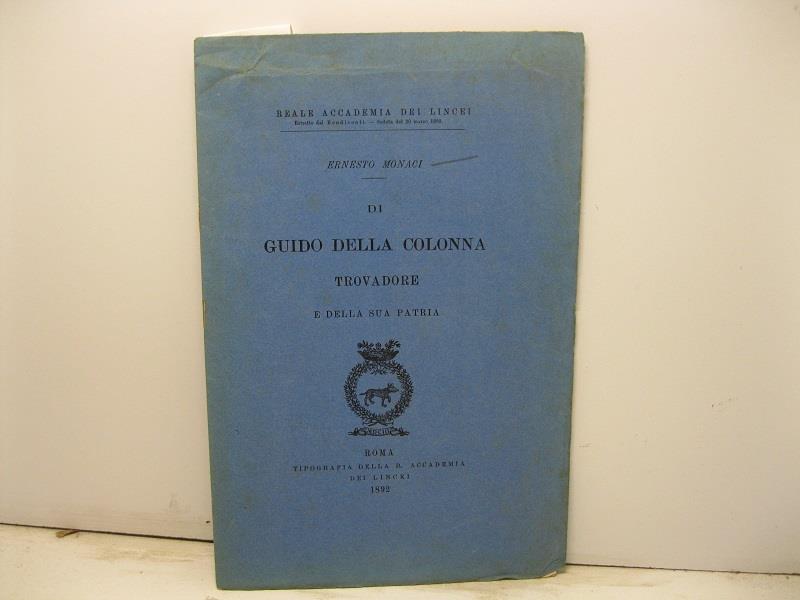 REALE ACCADEMIA DEI LINCEI
Estratto dai Rendiconti. — Seduta del 20 marzo 1892.
ERNESTO MONACI
DI
GUIDO DELLA COLONNA
TROVADORE
E DELLA SUA PATRIA
ROMA
TIPOGRAFIA DELLA R. ACCADEMIA
DEI LINCEI
1892